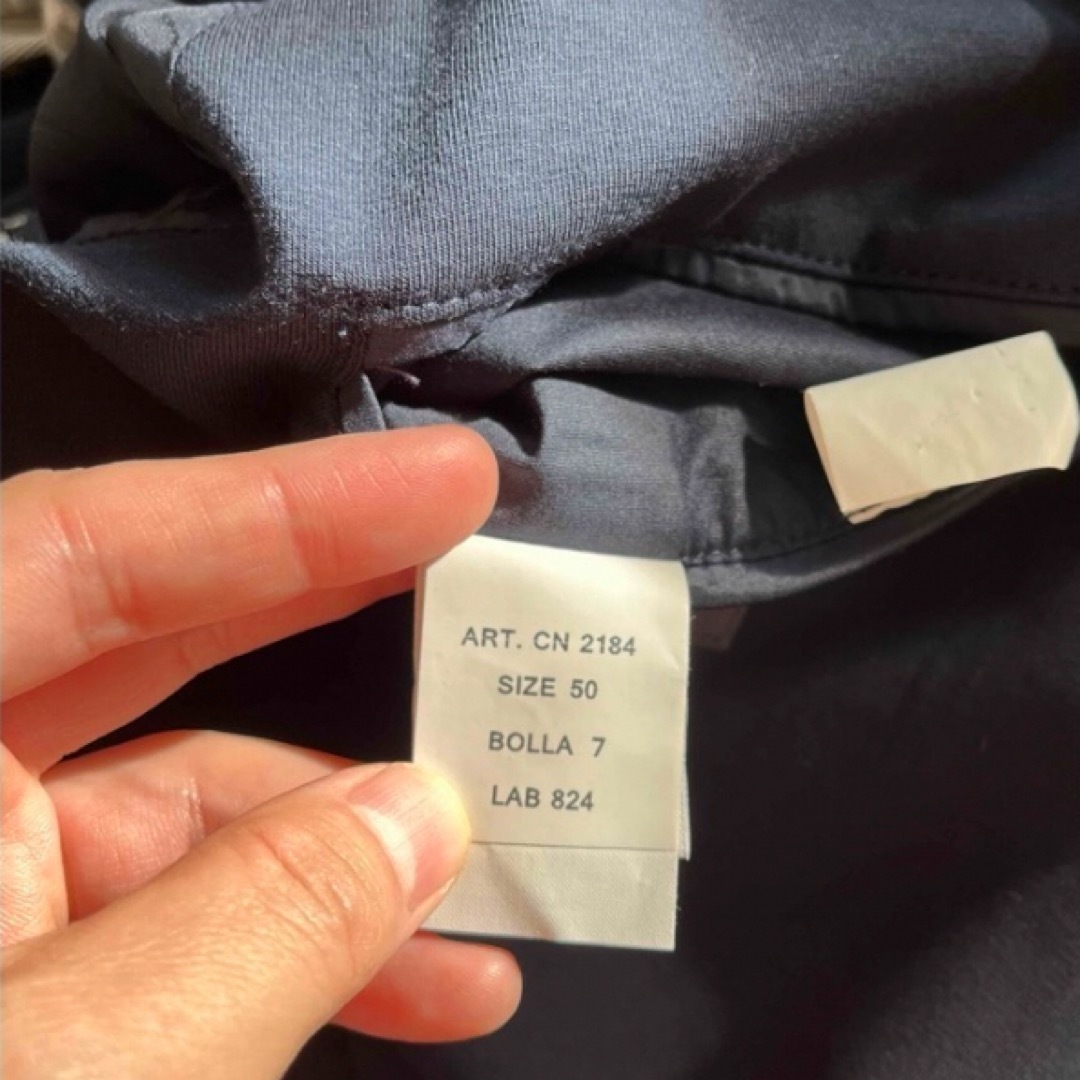 ART. CN 2184
SIZE 50
BOLLA 7
LAB 824